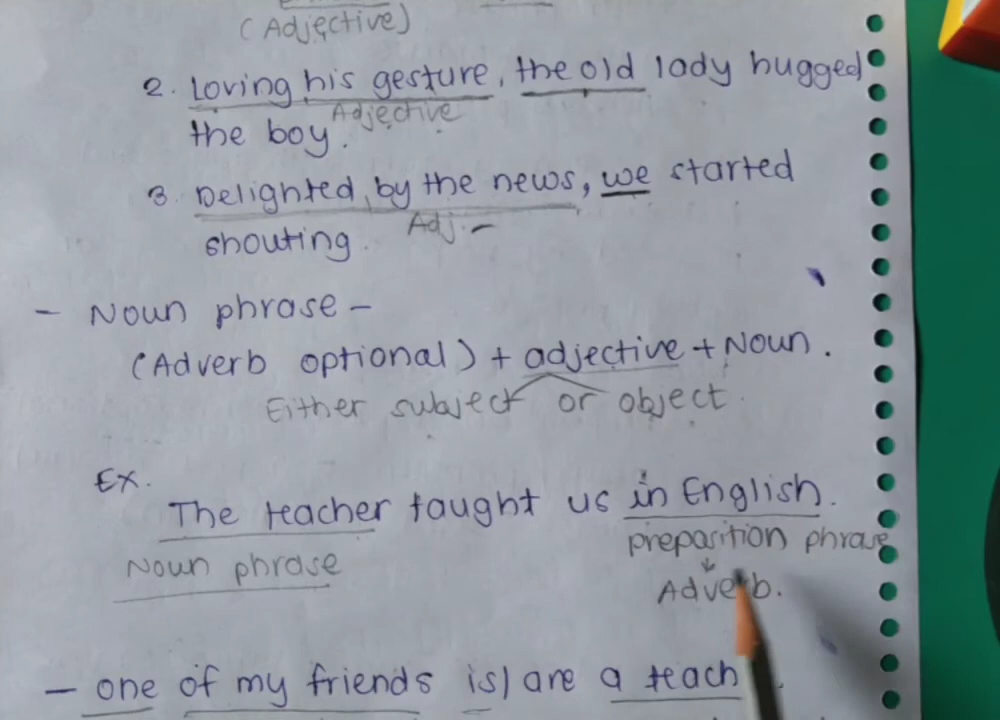 (Adjective)
2. Loving his gesture, the old lady hugged
Adjective
the boy.
3. Delighted by the news, we started
Adj. -
shouting.
- Noun phrase -
(Adverb optional) + adjective + Noun.
Either subject or object.
Ex.
The teacher taught us in English.
Noun phrase preposition phrase
Adverb.
- one of my friends is/are a teach